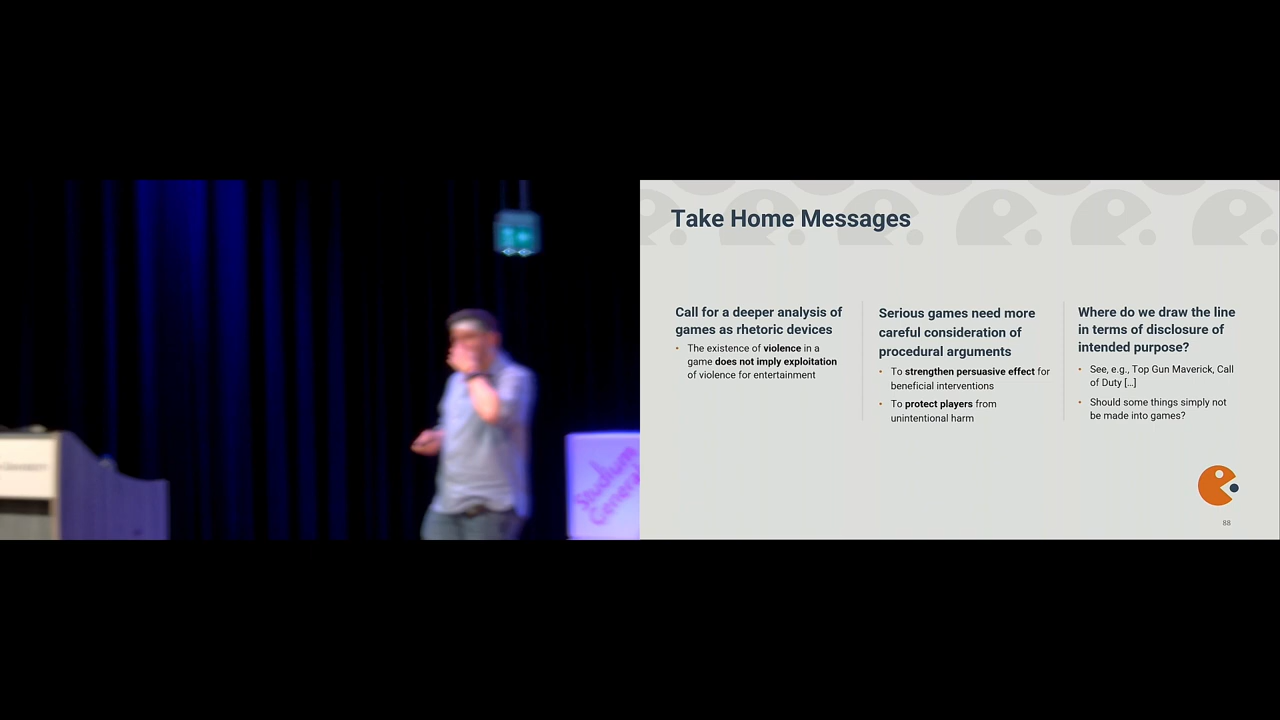 Take Home Messages
Call for a deeper analysis of
games as rhetoric devices
• The existence of violence in a
game does not imply exploitation
of violence for entertainment
Serious games need more
careful consideration of
procedural arguments
• To strengthen persuasive effect for
beneficial interventions
• To protect players from
unintentional harm
Where do we draw the line
in terms of disclosure of
intended purpose?
• See, e.g., Top Gun Maverick, Call
of Duty […]
• Should some things simply not
be made into games?
88
Studium